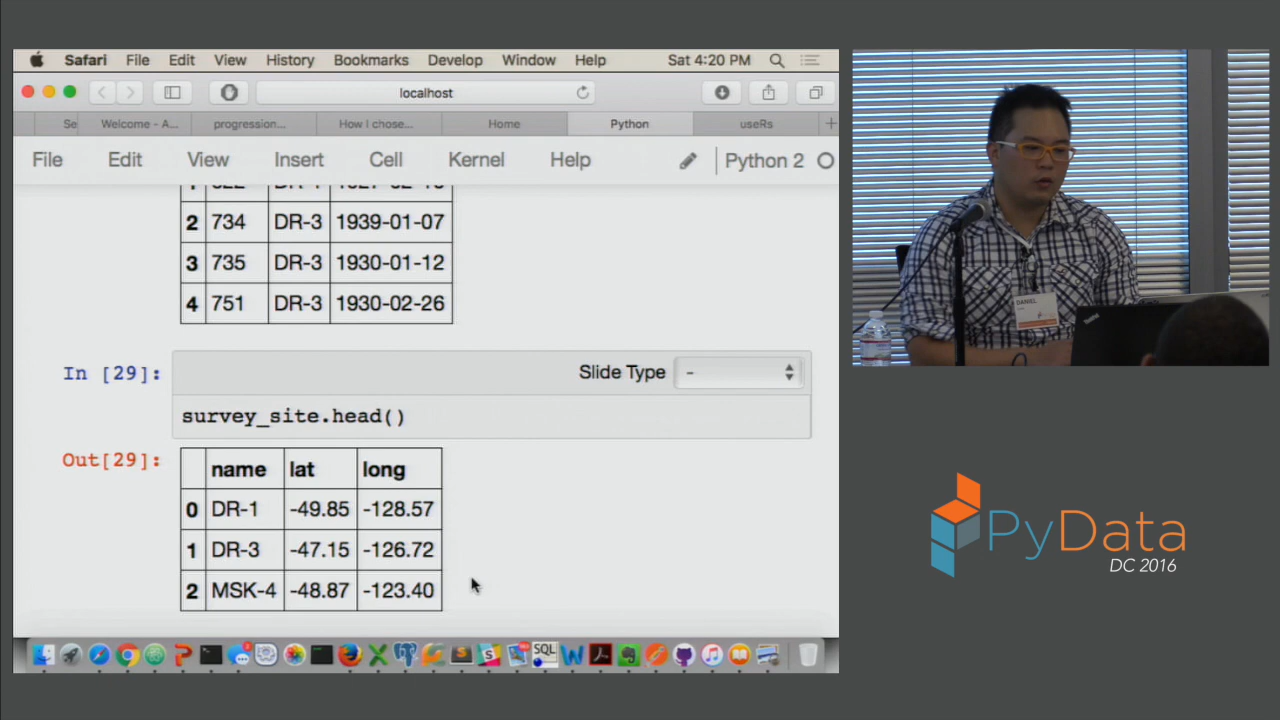 Safari File Edit View History Bookmarks Develop Window Help Sat 4:20 PM
localhost
Se Welcome - A... progression... How I chose... Home Python useRs
File Edit View Insert Cell Kernel Help Python 2
2 734 DR-3 1939-01-07
3 735 DR-3 1930-01-12
4 751 DR-3 1930-02-26
In [29]: Slide Type -
survey_site.head()
Out[29]: name lat long
0 DR-1 -49.85 -128.57
1 DR-3 -47.15 -126.72
2 MSK-4 -48.87 -123.40
SQL
DANIEL
ThinkPad
PyData
DC 2016